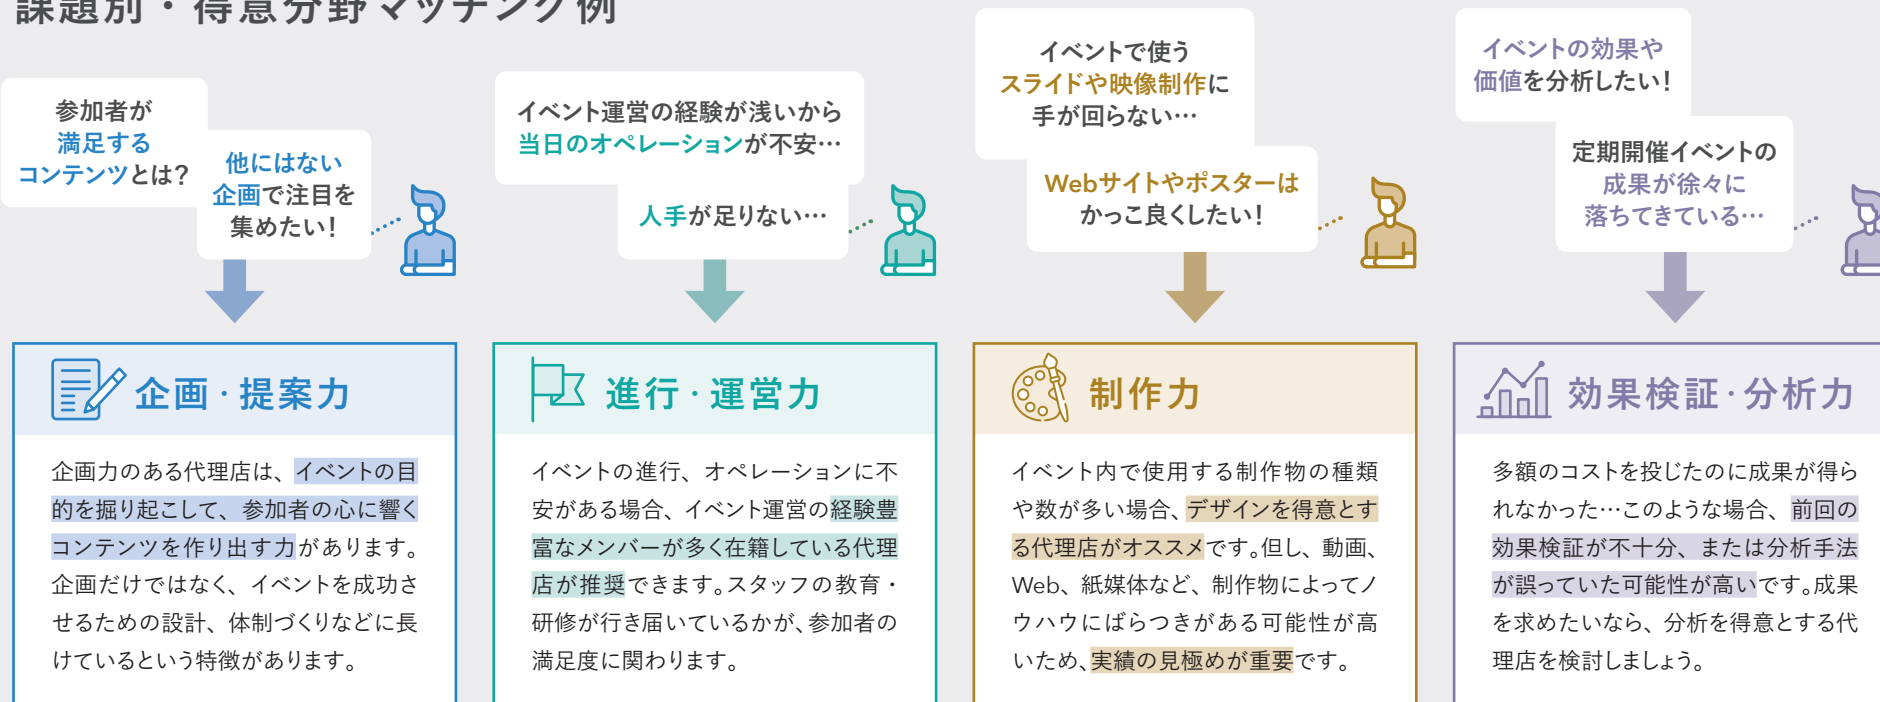 課題別・得意分野マッチング例
参加者が
満足する
コンテンツとは？
他にはない
企画で注目を
集めたい！
イベント運営の経験が浅いから
当日のオペレーションが不安…
人手が足りない…
イベントで使う
スライドや映像制作に
手が回らない…
Webサイトやポスターは
かっこ良くしたい！
イベントの効果や
価値を分析したい！
定期開催イベントの
成果が徐々に
落ちてきている…
企画・提案力
企画力のある代理店は、イベントの目
的を掘り起こして、参加者の心に響く
コンテンツを作り出す力があります。
企画だけではなく、イベントを成功さ
せるための設計、体制づくりなどに長
けているという特徴があります。
進行・運営力
イベントの進行、オペレーションに不
安がある場合、イベント運営の経験豊
富なメンバーが多く在籍している代理
店が推奨できます。スタッフの教育・
研修が行き届いているかが、参加者の
満足度に関わります。
制作力
イベント内で使用する制作物の種類
や数が多い場合、デザインを得意とす
る代理店がオススメです。但し、動画、
Web、紙媒体など、制作物によってノ
ウハウにばらつきがある可能性が高
いため、実績の見極めが重要です。
効果検証・分析力
多額のコストを投じたのに成果が得ら
れなかった…このような場合、前回の
効果検証が不十分、または分析手法
が誤っていた可能性が高いです。成果
を求めたいなら、分析を得意とする代
理店を検討しましょう。